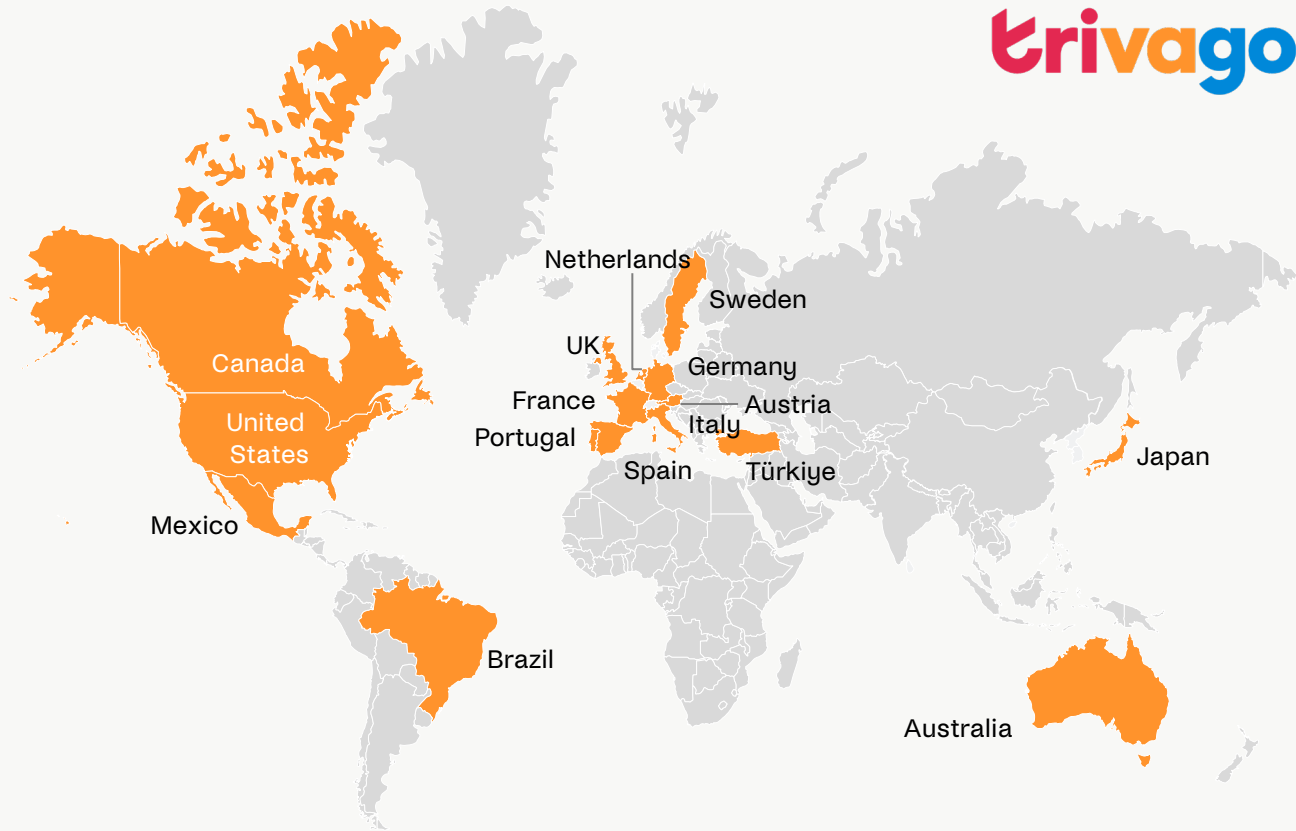 trivago
Netherlands
Sweden
UK
Germany
Canada
France
Austria
United
States
Italy
Portugal
Spain
Türkiye
Japan
Mexico
Brazil
Australia